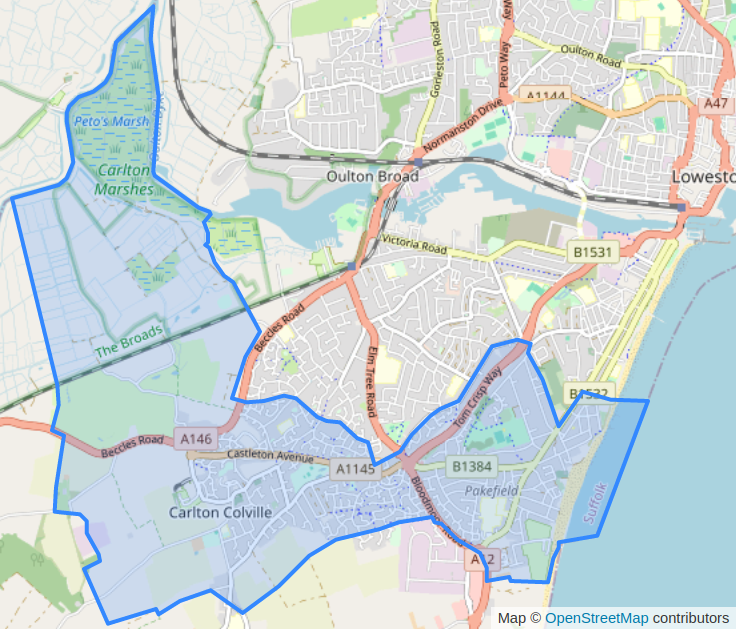 Way
Oulton Road
Gorleston Road
Peto Way
A1144
A47
Peto's Marsh
Normanston Drive
Carlton
Marshes
Oulton Broad
Lowesto
Victoria Road
B1531
The Broads
Beccles Road
Elm Tree Road
Tom Crisp Way
B1532
A146
Beccles Road
Castleton Avenue
A1145
B1384
Pakefield
Carlton Colville
Bloodmoor Road
Suffolk
A12
Map © OpenStreetMap contributors